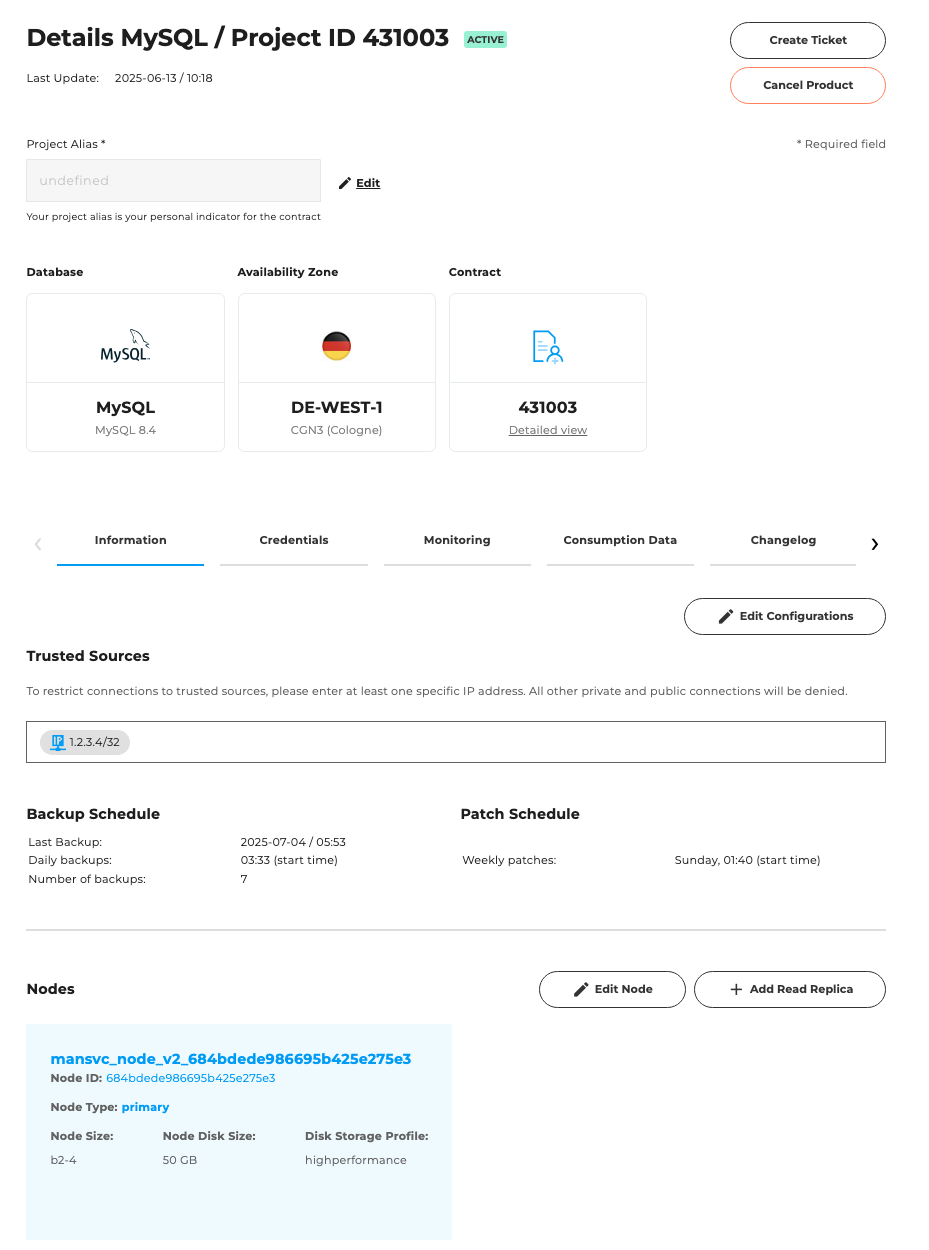 Details MySQL / Project ID 431003 ACTIVE
Create Ticket
Last Update: 2025-06-13 / 10:18
Cancel Product
Project Alias *
* Required field
undefined
Edit
Your project alias is your personal indicator for the contract
Database Availability Zone Contract
MySQL™
MySQL DE-WEST-1 431003
MySQL 8.4 CGN3 (Cologne) Detailed view
Information Credentials Monitoring Consumption Data Changelog
Edit Configurations
Trusted Sources
To restrict connections to trusted sources, please enter at least one specific IP address. All other private and public connections will be denied.
IP 1.2.3.4/32
Backup Schedule Patch Schedule
Last Backup: 2025-07-04 / 05:53
Daily backups: 03:33 (start time) Weekly patches: Sunday, 01:40 (start time)
Number of backups: 7
Nodes Edit Node Add Read Replica
mansvc_node_v2_684bdede986695b425e275e3
Node ID: 684bdede986695b425e275e3
Node Type: primary
Node Size: Node Disk Size: Disk Storage Profile:
b2-4 50 GB highperformance